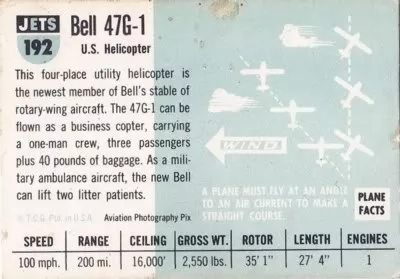 JETS
192
Bell 47G-1
U.S. Helicopter
This four-place utility helicopter is
the newest member of Bell's stable of
rotary-wing aircraft. The 47G-1 can be
flown as a business copter, carrying
a one-man crew, three passengers
plus 40 pounds of baggage. As a mili-
tary ambulance aircraft, the new Bell
can lift two litter patients.
© T.C.G. Ptd. in U.S.A. Aviation Photography Pix
WIND
A PLANE MUST FLY AT AN ANGLE
TO AN AIR CURRENT TO MAKE A
STRAIGHT COURSE.
PLANE
FACTS
SPEED RANGE CEILING GROSS WT. ROTOR LENGTH ENGINES
100 mph. 200 mi. 16,000' 2,550 lbs. 35' 1" 27' 4" 1